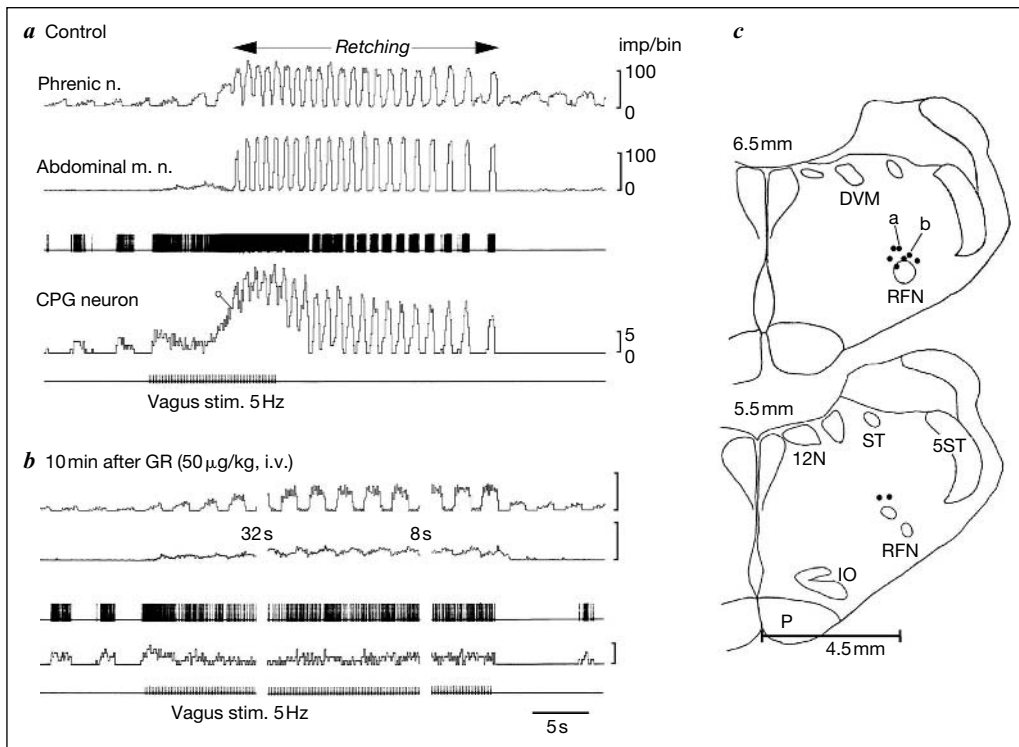 a Control
Retching
imp/bin
Phrenic n.
100
0
Abdominal m. n.
100
0
CPG neuron
5
0
Vagus stim. 5 Hz
b 10 min after GR (50 μg/kg, i.v.)
32 s
8 s
Vagus stim. 5 Hz
5 s
c
6.5 mm
DVM
a
b
RFN
5.5 mm
12N
ST
5ST
RFN
IO
P
4.5 mm